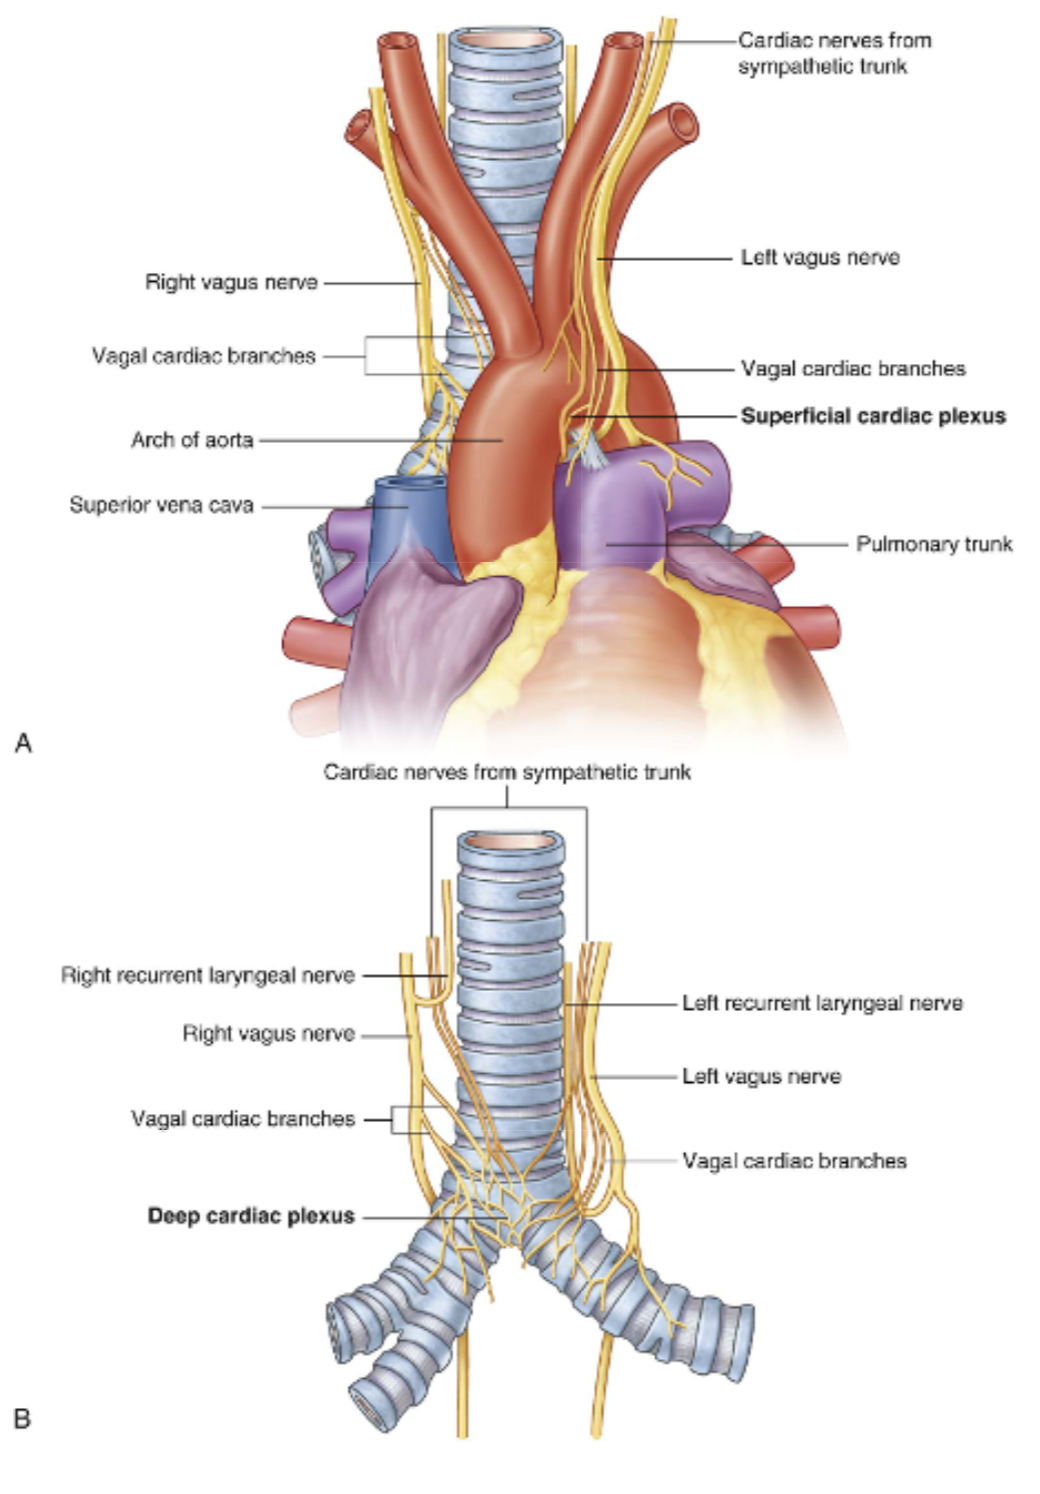 Cardiac nerves from
sympathetic trunk
Left vagus nerve
Right vagus nerve
Vagal cardiac branches
Vagal cardiac branches
Superficial cardiac plexus
Arch of aorta
Superior vena cava
Pulmonary trunk
A
Cardiac nerves from sympathetic trunk
Right recurrent laryngeal nerve
Left recurrent laryngeal nerve
Right vagus nerve
Left vagus nerve
Vagal cardiac branches
Vagal cardiac branches
Deep cardiac plexus
B